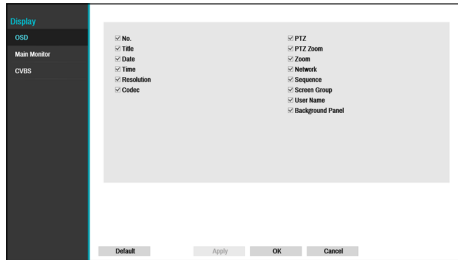 Display
OSD
Main Monitor
CVBS
No.
Title
Date
Time
Resolution
Codec
PTZ
PTZ Zoom
Zoom
Network
Sequence
Screen Group
User Name
Background Panel
Default
Apply
OK
Cancel